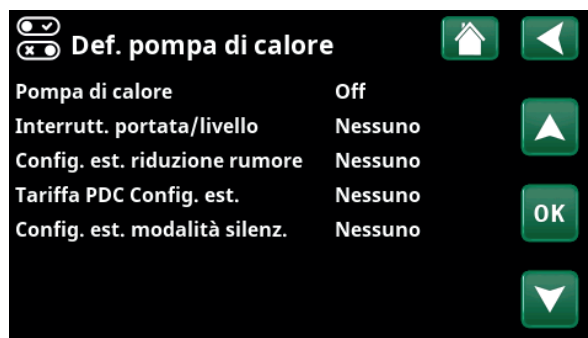 Def. pompa di calore
Pompa di calore Off
Interrutt. portata/livello Nessuno
Config. est. riduzione rumore Nessuno
Tariffa PDC Config. est. Nessuno
Config. est. modalità silenz. Nessuno
OK